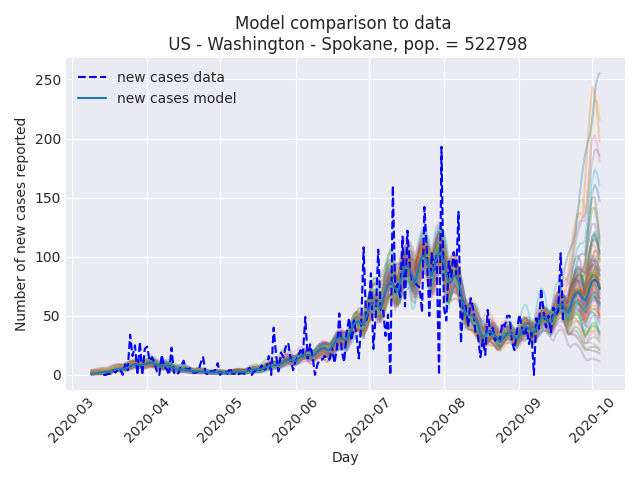 Model comparison to data
US - Washington - Spokane, pop. = 522798
new cases data
new cases model
Number of new cases reported
250
200
150
100
50
0
2020-03
2020-04
2020-05
2020-06
2020-07
2020-08
2020-09
2020-10
Day